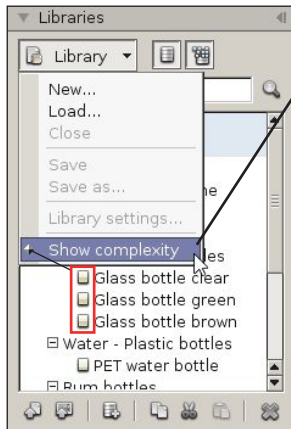 Libraries
Library
New...
Load...
Close
Save
Save as...
Library settings...
Show complexity
Glass bottle clear
Glass bottle green
Glass bottle brown
Water - Plastic bottles
PET water bottle
Rum bottles